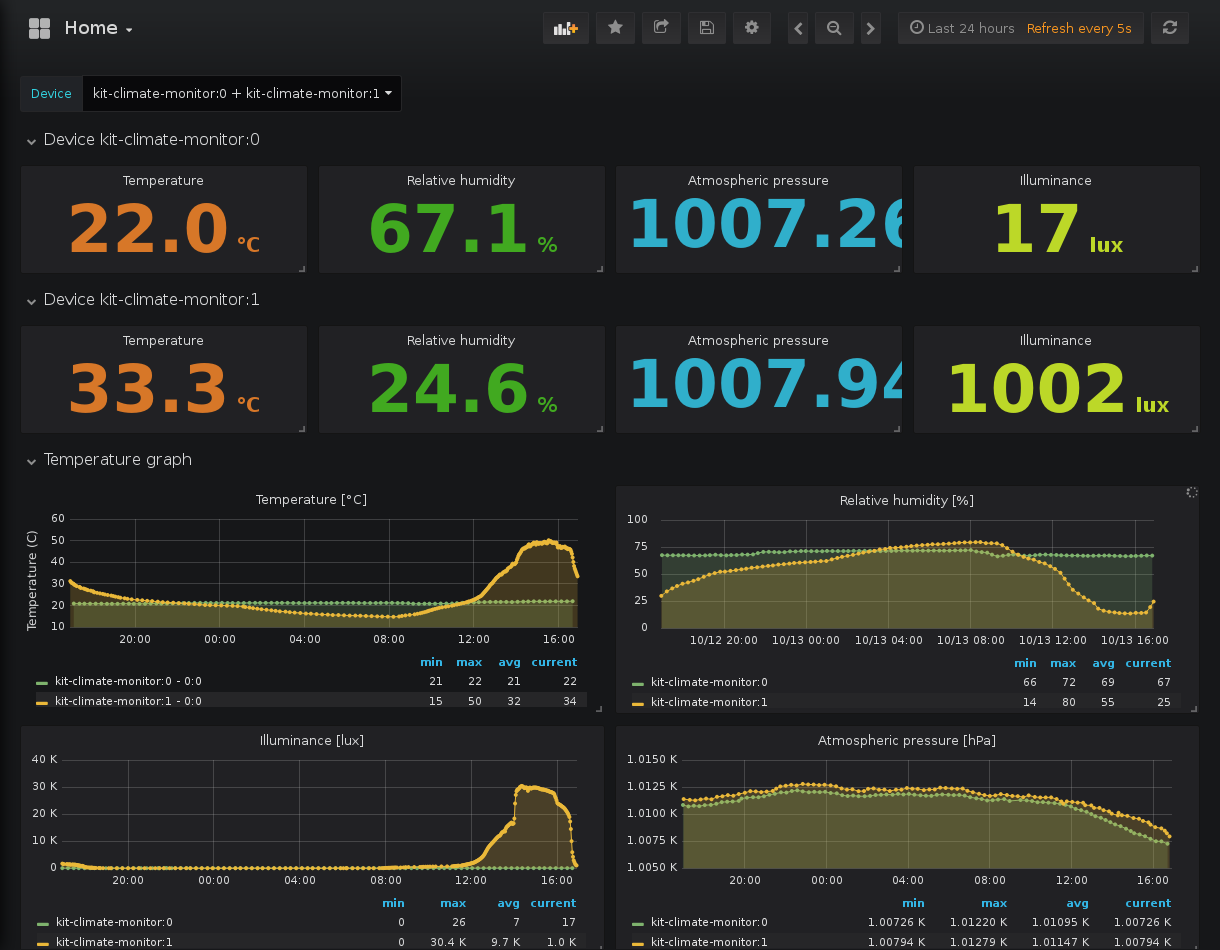 Home
Last 24 hours Refresh every 5s
Device kit-climate-monitor:0 + kit-climate-monitor:1
Device kit-climate-monitor:0
Temperature Relative humidity Atmospheric pressure Illuminance
22.0 °C 67.1 % 1007.26 17 lux
Device kit-climate-monitor:1
Temperature Relative humidity Atmospheric pressure Illuminance
33.3 °C 24.6 % 1007.94 1002 lux
Temperature graph
Temperature [°C]
Temperature (C)
60
50
40
30
20
10
20:00 00:00 04:00 08:00 12:00 16:00
min max avg current
kit-climate-monitor:0 - 0:0 21 22 21 22
kit-climate-monitor:1 - 0:0 15 50 32 34
Relative humidity [%]
100
75
50
25
0
10/12 20:00 10/13 00:00 10/13 04:00 10/13 08:00 10/13 12:00 10/13 16:00
min max avg current
kit-climate-monitor:0 66 72 69 67
kit-climate-monitor:1 14 80 55 25
Illuminance [lux]
40 K
30 K
20 K
10 K
0
20:00 00:00 04:00 08:00 12:00 16:00
min max avg current
kit-climate-monitor:0 0 26 7 17
kit-climate-monitor:1 0 30.4 K 9.7 K 1.0 K
Atmospheric pressure [hPa]
1.0150 K
1.0125 K
1.0100 K
1.0075 K
1.0050 K
20:00 00:00 04:00 08:00 12:00 16:00
min max avg current
kit-climate-monitor:0 1.00726 K 1.01220 K 1.01095 K 1.00726 K
kit-climate-monitor:1 1.00794 K 1.01279 K 1.01147 K 1.00794 K